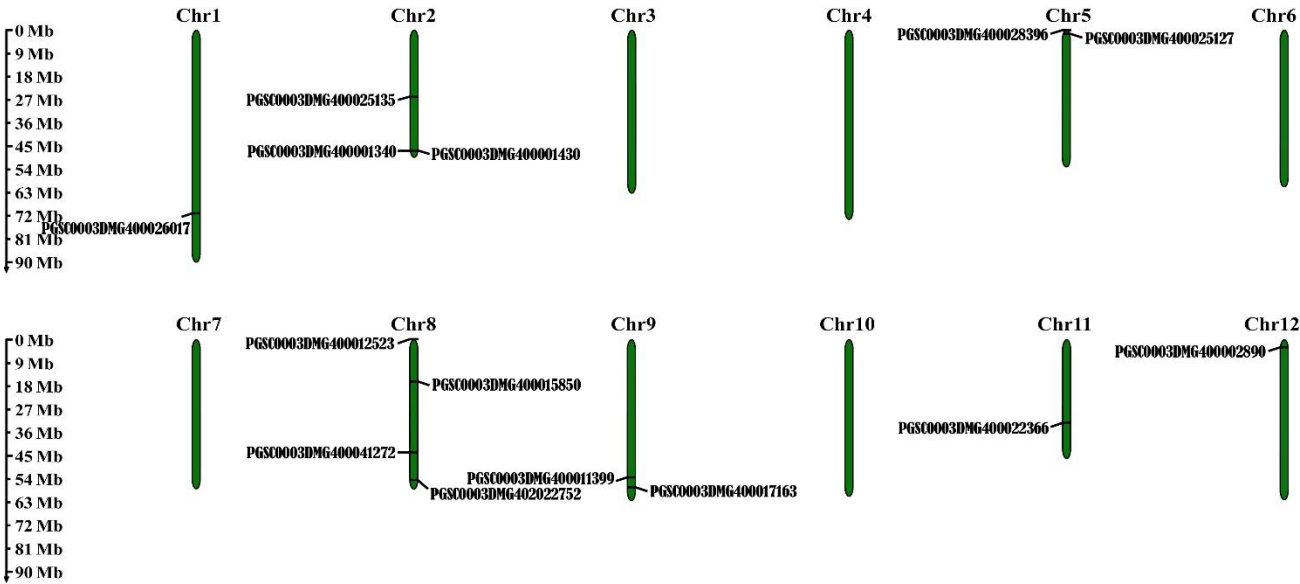 Chr1 Chr2 Chr3 Chr4 Chr5 Chr6
0 Mb
9 Mb
18 Mb
27 Mb
36 Mb
45 Mb
54 Mb
63 Mb
72 Mb
81 Mb
90 Mb
PGSC0003DMG400026017
PGSC0003DMG400025135
PGSC0003DMG400001340
PGSC0003DMG400001430
PGSC0003DMG400028396
PGSC0003DMG400025127
Chr7 Chr8 Chr9 Chr10 Chr11 Chr12
0 Mb
9 Mb
18 Mb
27 Mb
36 Mb
45 Mb
54 Mb
63 Mb
72 Mb
81 Mb
90 Mb
PGSC0003DMG400012523
PGSC0003DMG400015850
PGSC0003DMG400041272
PGSC0003DMG402022752
PGSC0003DMG400011399
PGSC0003DMG400017163
PGSC0003DMG400022366
PGSC0003DMG400002890